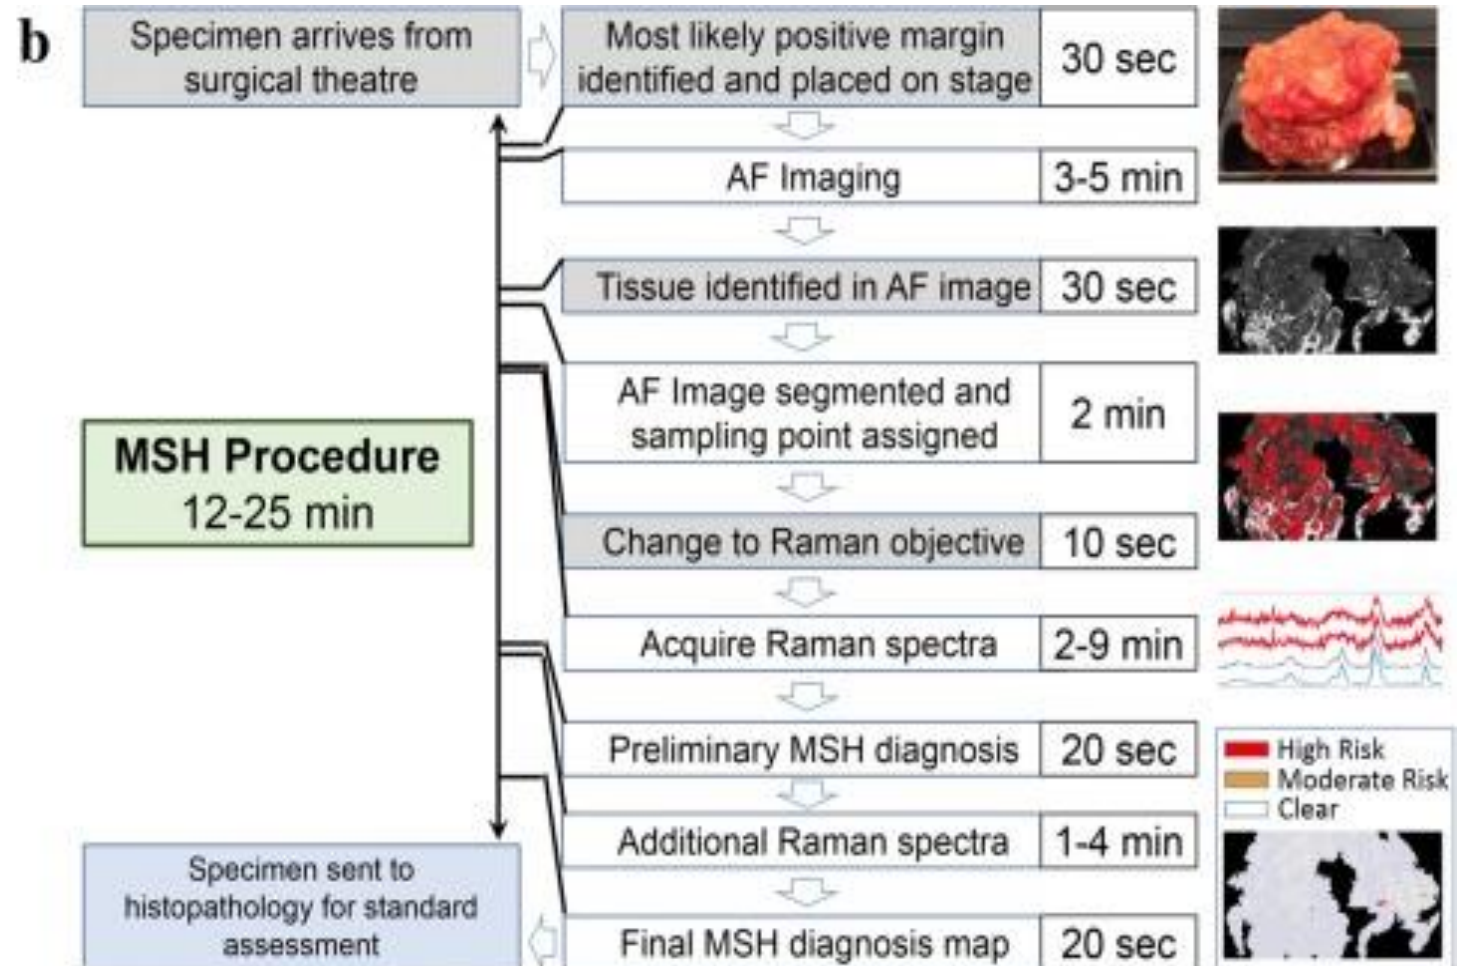 b
Specimen arrives from
surgical theatre
Most likely positive margin
identified and placed on stage
30 sec
AF Imaging
3-5 min
Tissue identified in AF image
30 sec
AF Image segmented and
sampling point assigned
2 min
MSH Procedure
12-25 min
Change to Raman objective
10 sec
Acquire Raman spectra
2-9 min
Preliminary MSH diagnosis
20 sec
High Risk
Moderate Risk
Clear
Additional Raman spectra
1-4 min
Specimen sent to
histopathology for standard
assessment
Final MSH diagnosis map
20 sec